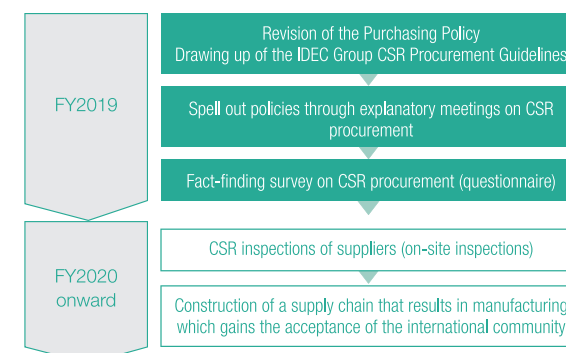 FY2019
Revision of the Purchasing Policy
Drawing up of the IDEC Group CSR Procurement Guidelines
Spell out policies through explanatory meetings on CSR
procurement
Fact-finding survey on CSR procurement (questionnaire)
FY2020
onward
CSR inspections of suppliers (on-site inspections)
Construction of a supply chain that results in manufacturing
which gains the acceptance of the international community